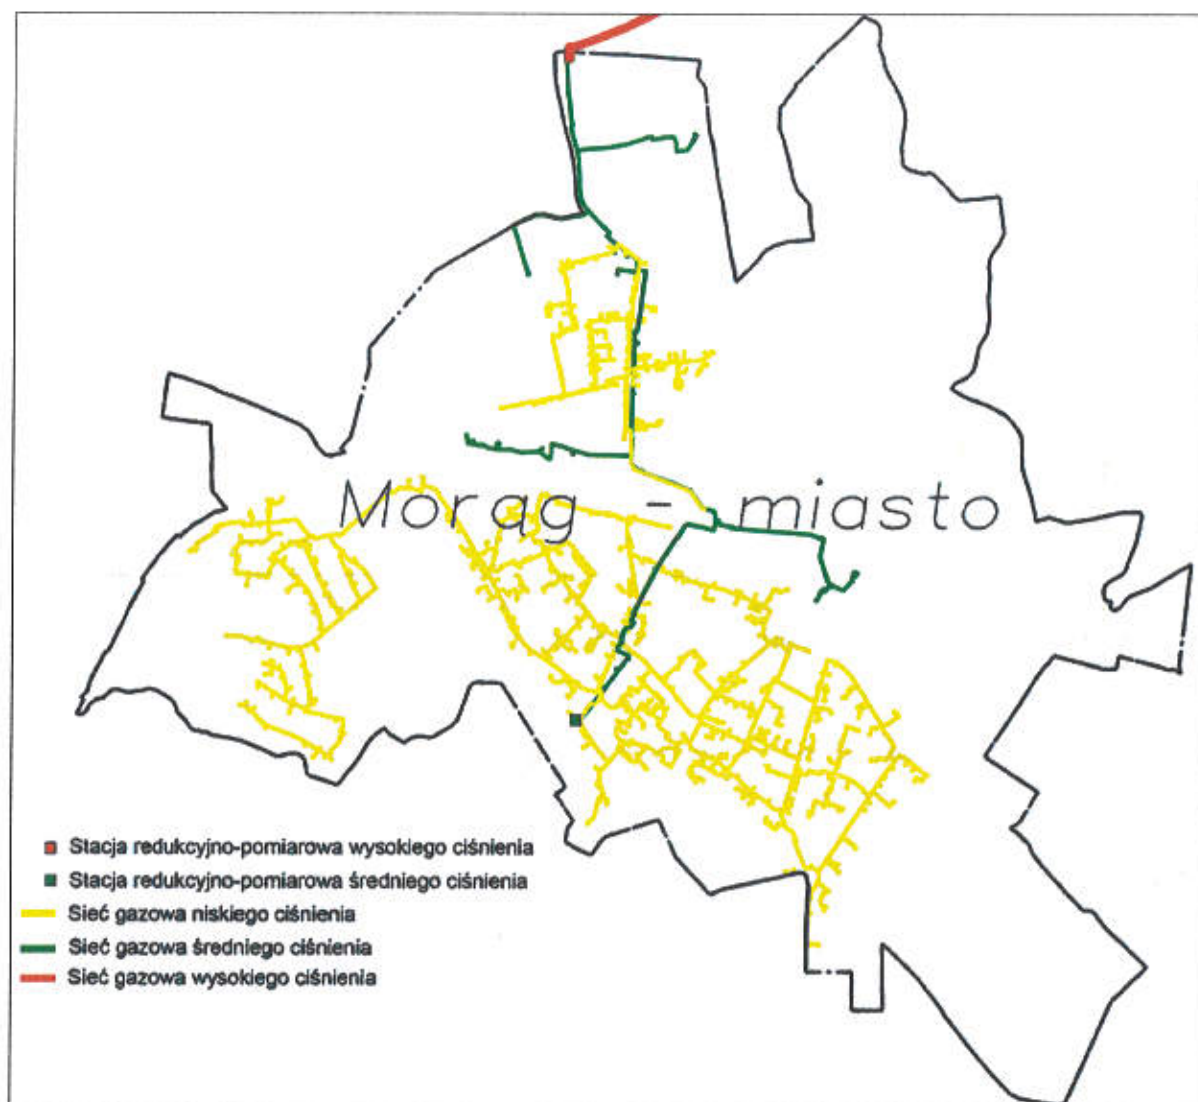 Morąg - miasto
Stacja redukcyjno-pomiarowa wysokiego ciśnienia
Stacja redukcyjno-pomiarowa średniego ciśnienia
Sieć gazowa niskiego ciśnienia
Sieć gazowa średniego ciśnienia
Sieć gazowa wysokiego ciśnienia